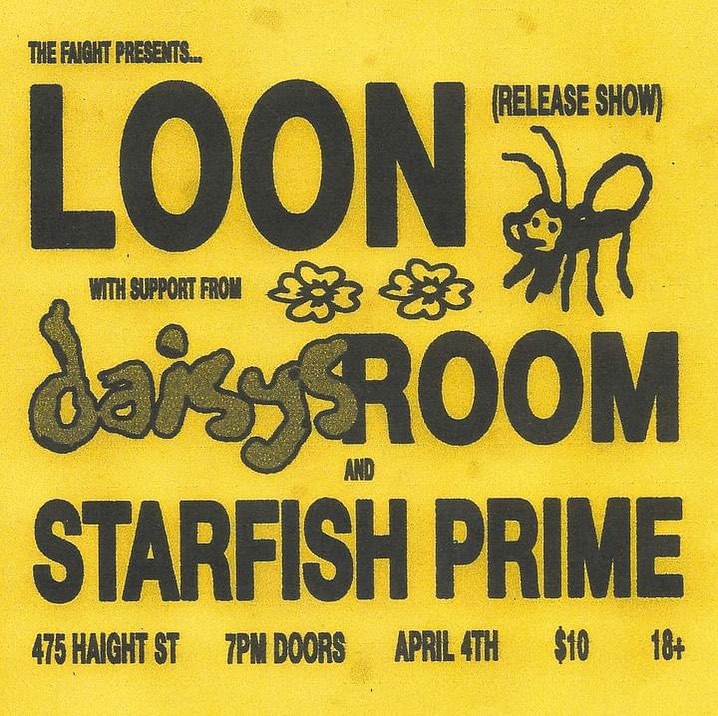 THE FAIGHT PRESENTS...
LOON
(RELEASE SHOW)
WITH SUPPORT FROM
daisys ROOM
AND
STARFISH PRIME
475 HAIGHT ST 7PM DOORS APRIL 4TH $10 18+